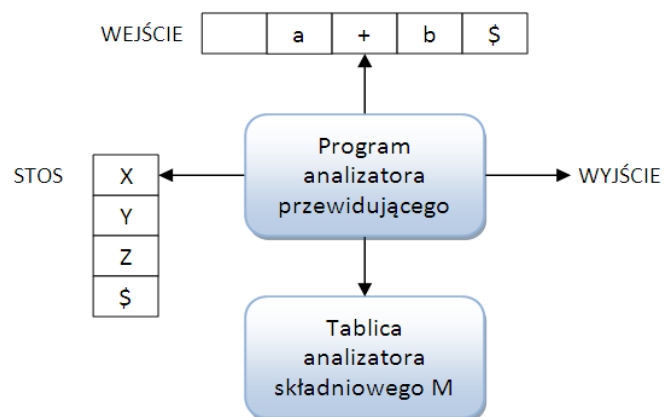 WEJŚCIE a + b $
Program
analizatora
przewidującego
STOS X WYJŚCIE
Y
Z
$
Tablica
analizatora
składniowego M